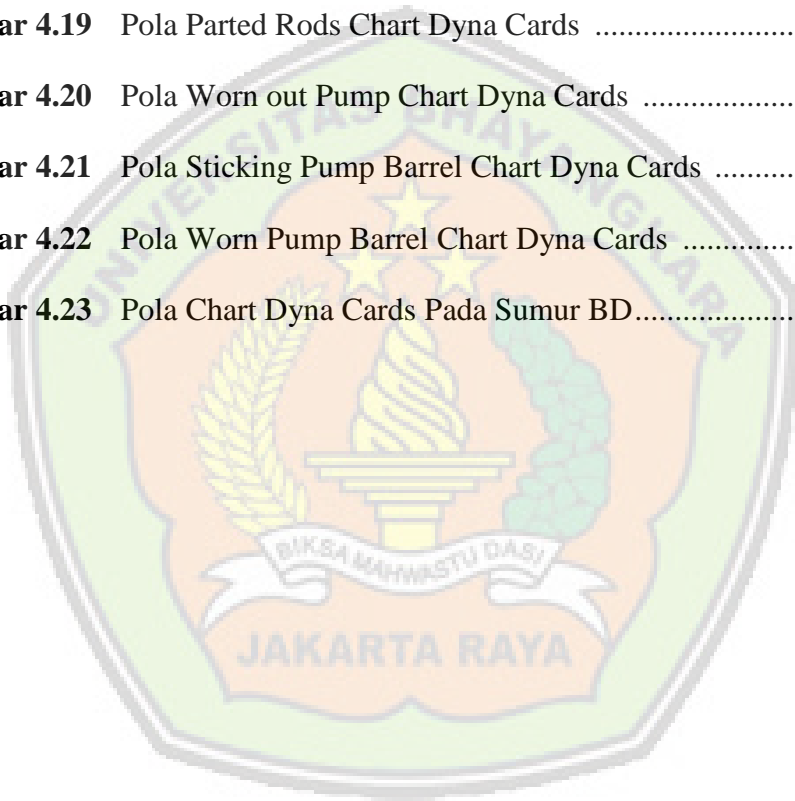 ar 4.19 Pola Parted Rods Chart Dyna Cards ..........................
ar 4.20 Pola Worn out Pump Chart Dyna Cards ...................
ar 4.21 Pola Sticking Pump Barrel Chart Dyna Cards ..........
ar 4.22 Pola Worn Pump Barrel Chart Dyna Cards ..............
ar 4.23 Pola Chart Dyna Cards Pada Sumur BD....................
UNIVERSITAS BHAYANGKARA
BIKSA MAHWASTU DASI
JAKARTA RAYA